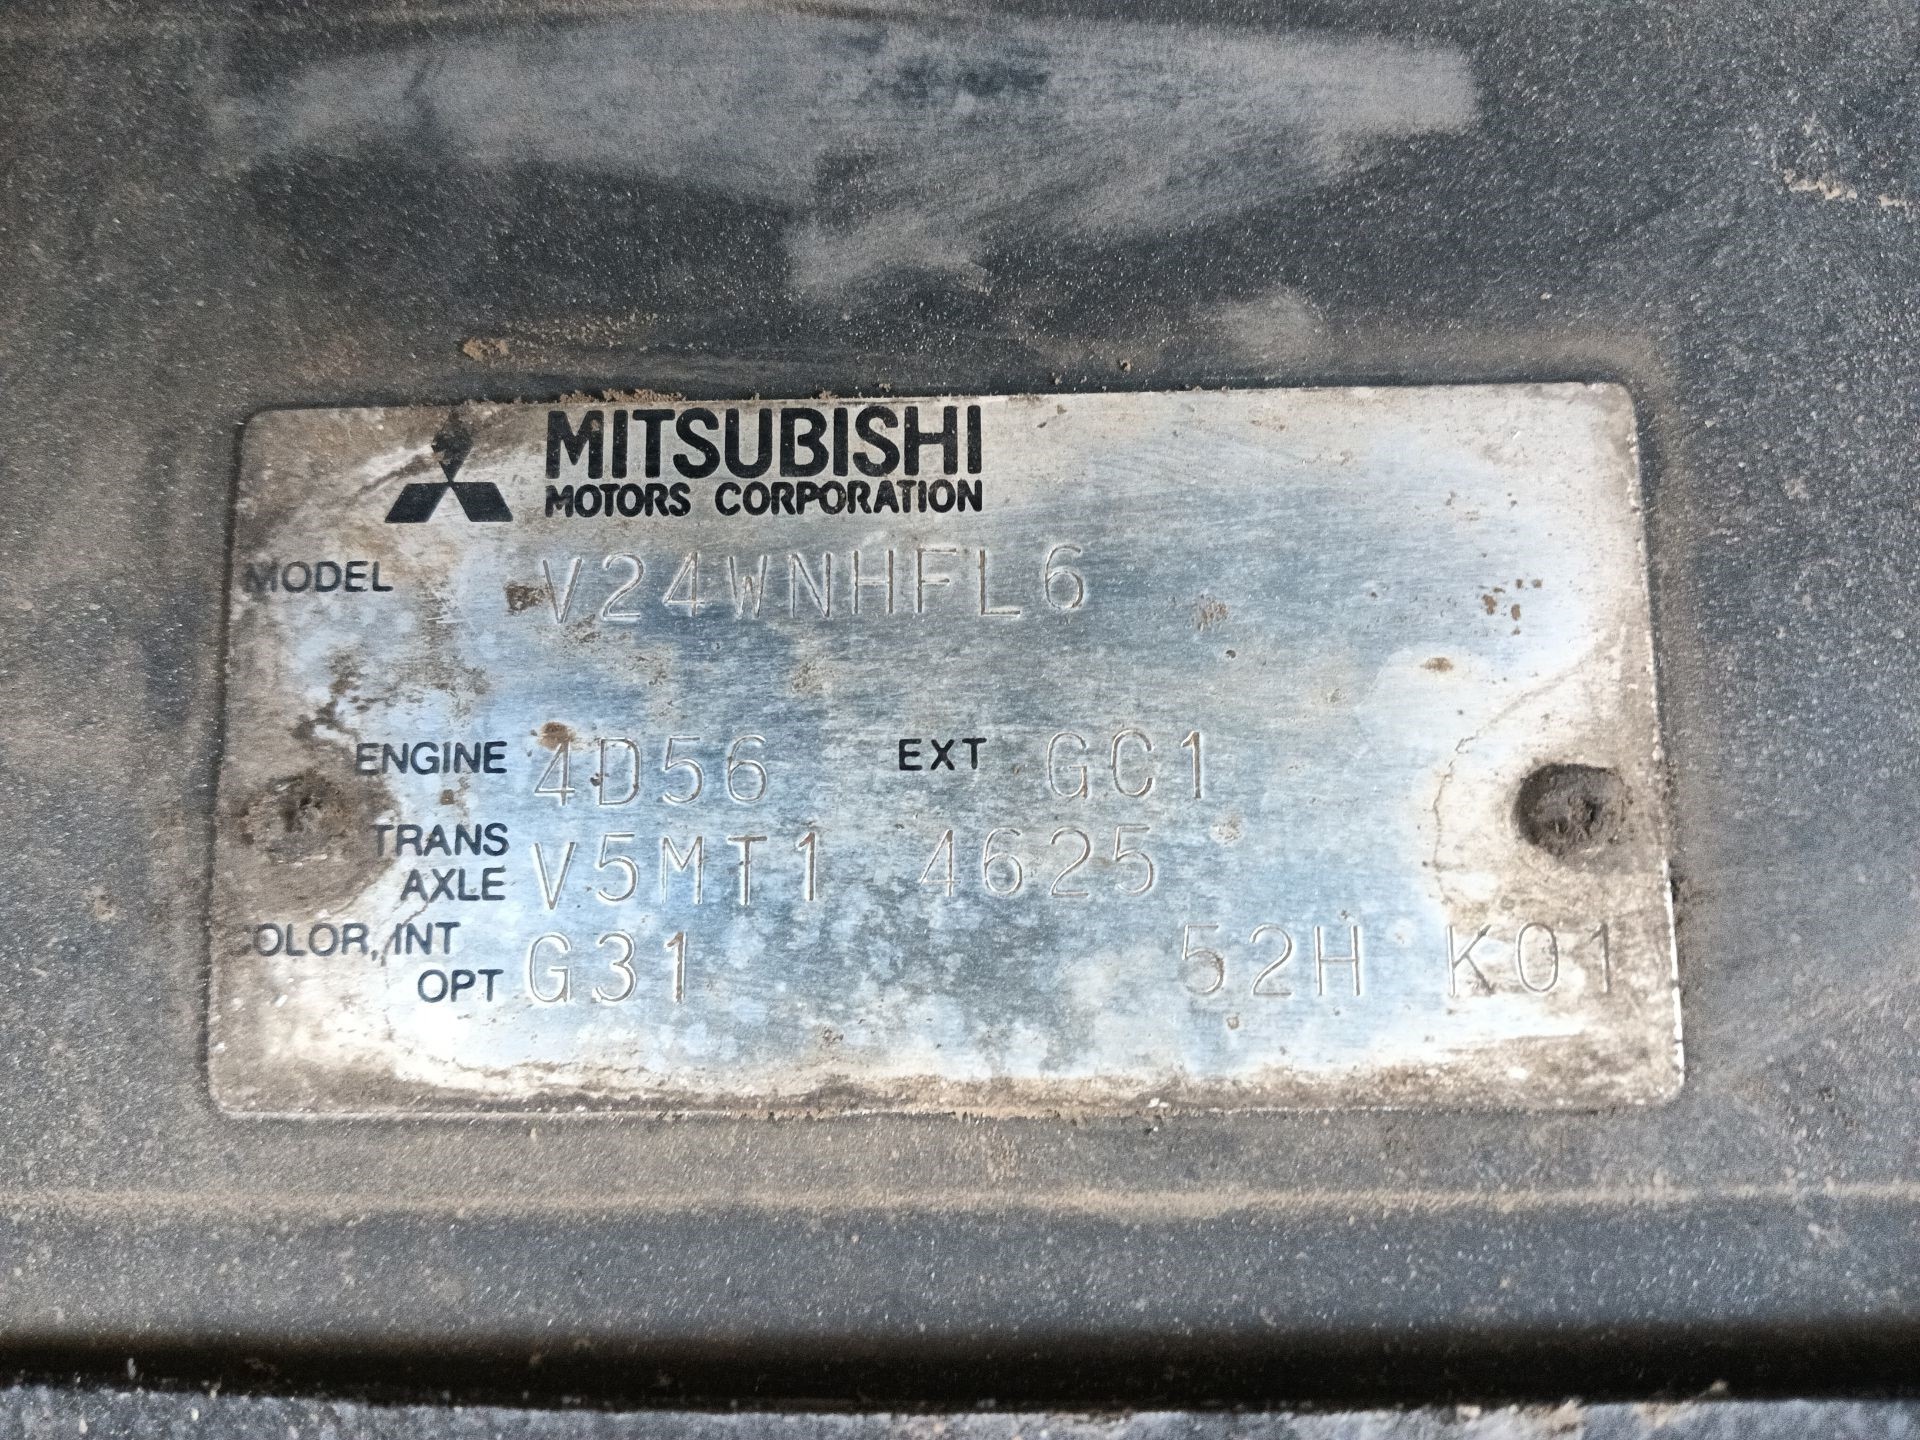 MITSUBISHI
MOTORS CORPORATION
MODEL V24WNHFL6
ENGINE 4D56 EXT GC1
TRANS
AXLE V5MT1 4625
COLOR, INT
OPT G31 52H K01